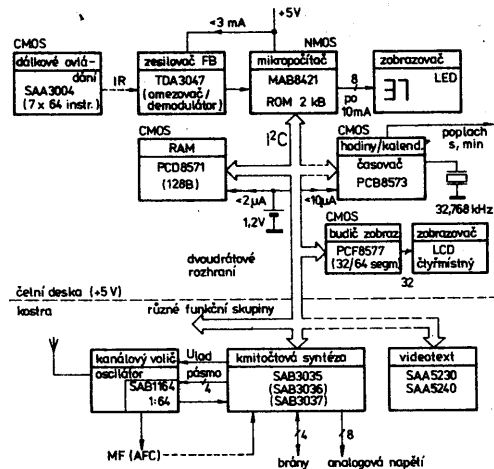 +5V
<3 mA
CMOS
dálkové ovlá-
dání
SAA3004
(7 x 64 instr.)
IR
zesilovač FB
TDA3047
(omezovač/
demodulátor)
NMOS
mikropočítač
MAB8421
ROM 2 kB
8
po
10mA
zobrazovač
LED
37
I²C
CMOS
RAM
PCD8571
(128B)
<2 µA
1,2V
<10µA
CMOS
hodiny/kalend.
časovač
PCB8573
poplach
s, min
32,768 kHz
CMOS
budič zobraz
PCF8577
(32/64 segm)
32
zobrazovač
LCD
čtyřmístný
dvoudrátové
rozhraní
čelní deska (+5 V)
kostra
různé funkční skupiny
kanálový volič
oscilátor
SAB1164
1:64
Ulad
pásmo
4
kmitočtová syntéza
SAB3035
(SAB3036)
(SAB3037)
videotext
SAA5230
SAA5240
MF (AFC)
4
8
brány
analogová napětí